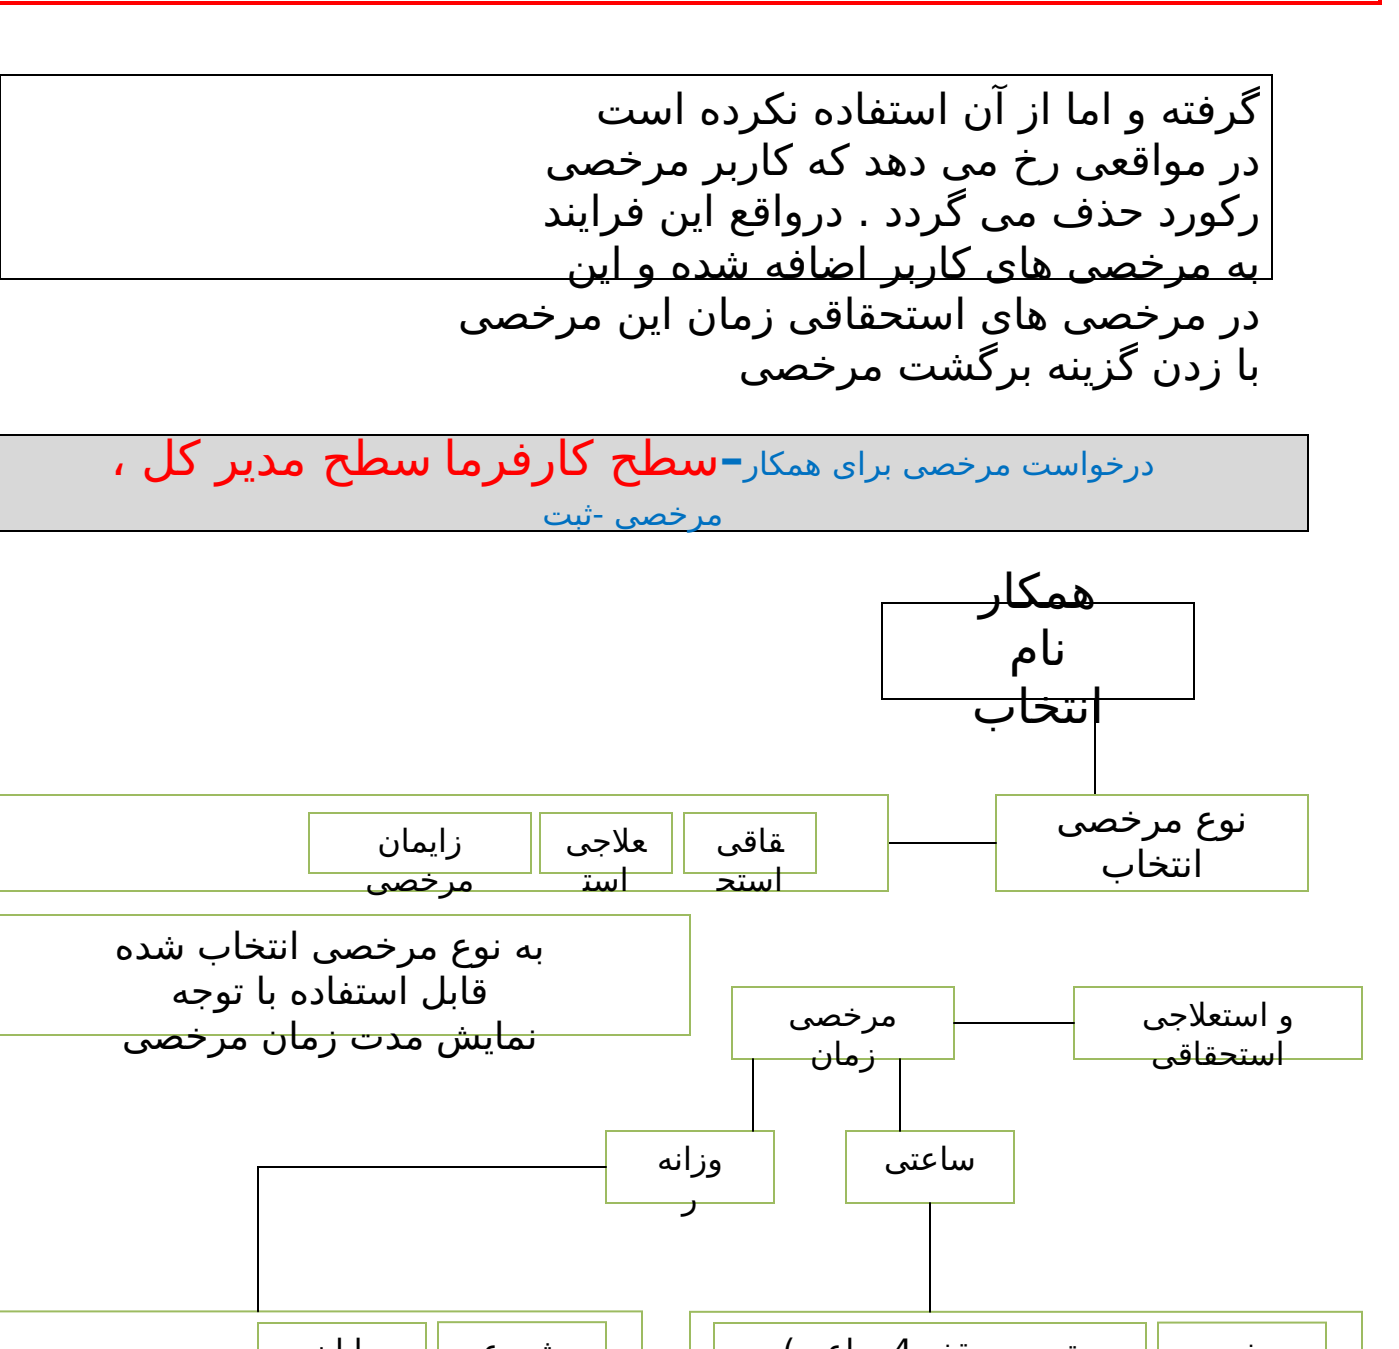 گرفته و اما از آن استفاده نکرده است
در مواقعی رخ می دهد که کاربر مرخصی
رکورد حذف می گردد . درواقع این فرایند
به مرخصی های کاربر اضافه شده و این
در مرخصی های استحقاقی زمان این مرخصی
با زدن گزینه برگشت مرخصی
درخواست مرخصی برای همکار–سطح کارفرما سطح مدیر کل ،
مرخصی -ثبت
همکار
نام
انتخاب
نوع مرخصی
انتخاب
قاقی
استح
علاجی
است
زایمان
مرخصی
به نوع مرخصی انتخاب شده
قابل استفاده با توجه
نمایش مدت زمان مرخصی
و استعلاجی
استحقاقی
مرخصی
زمان
ساعتی
وزانه
ر